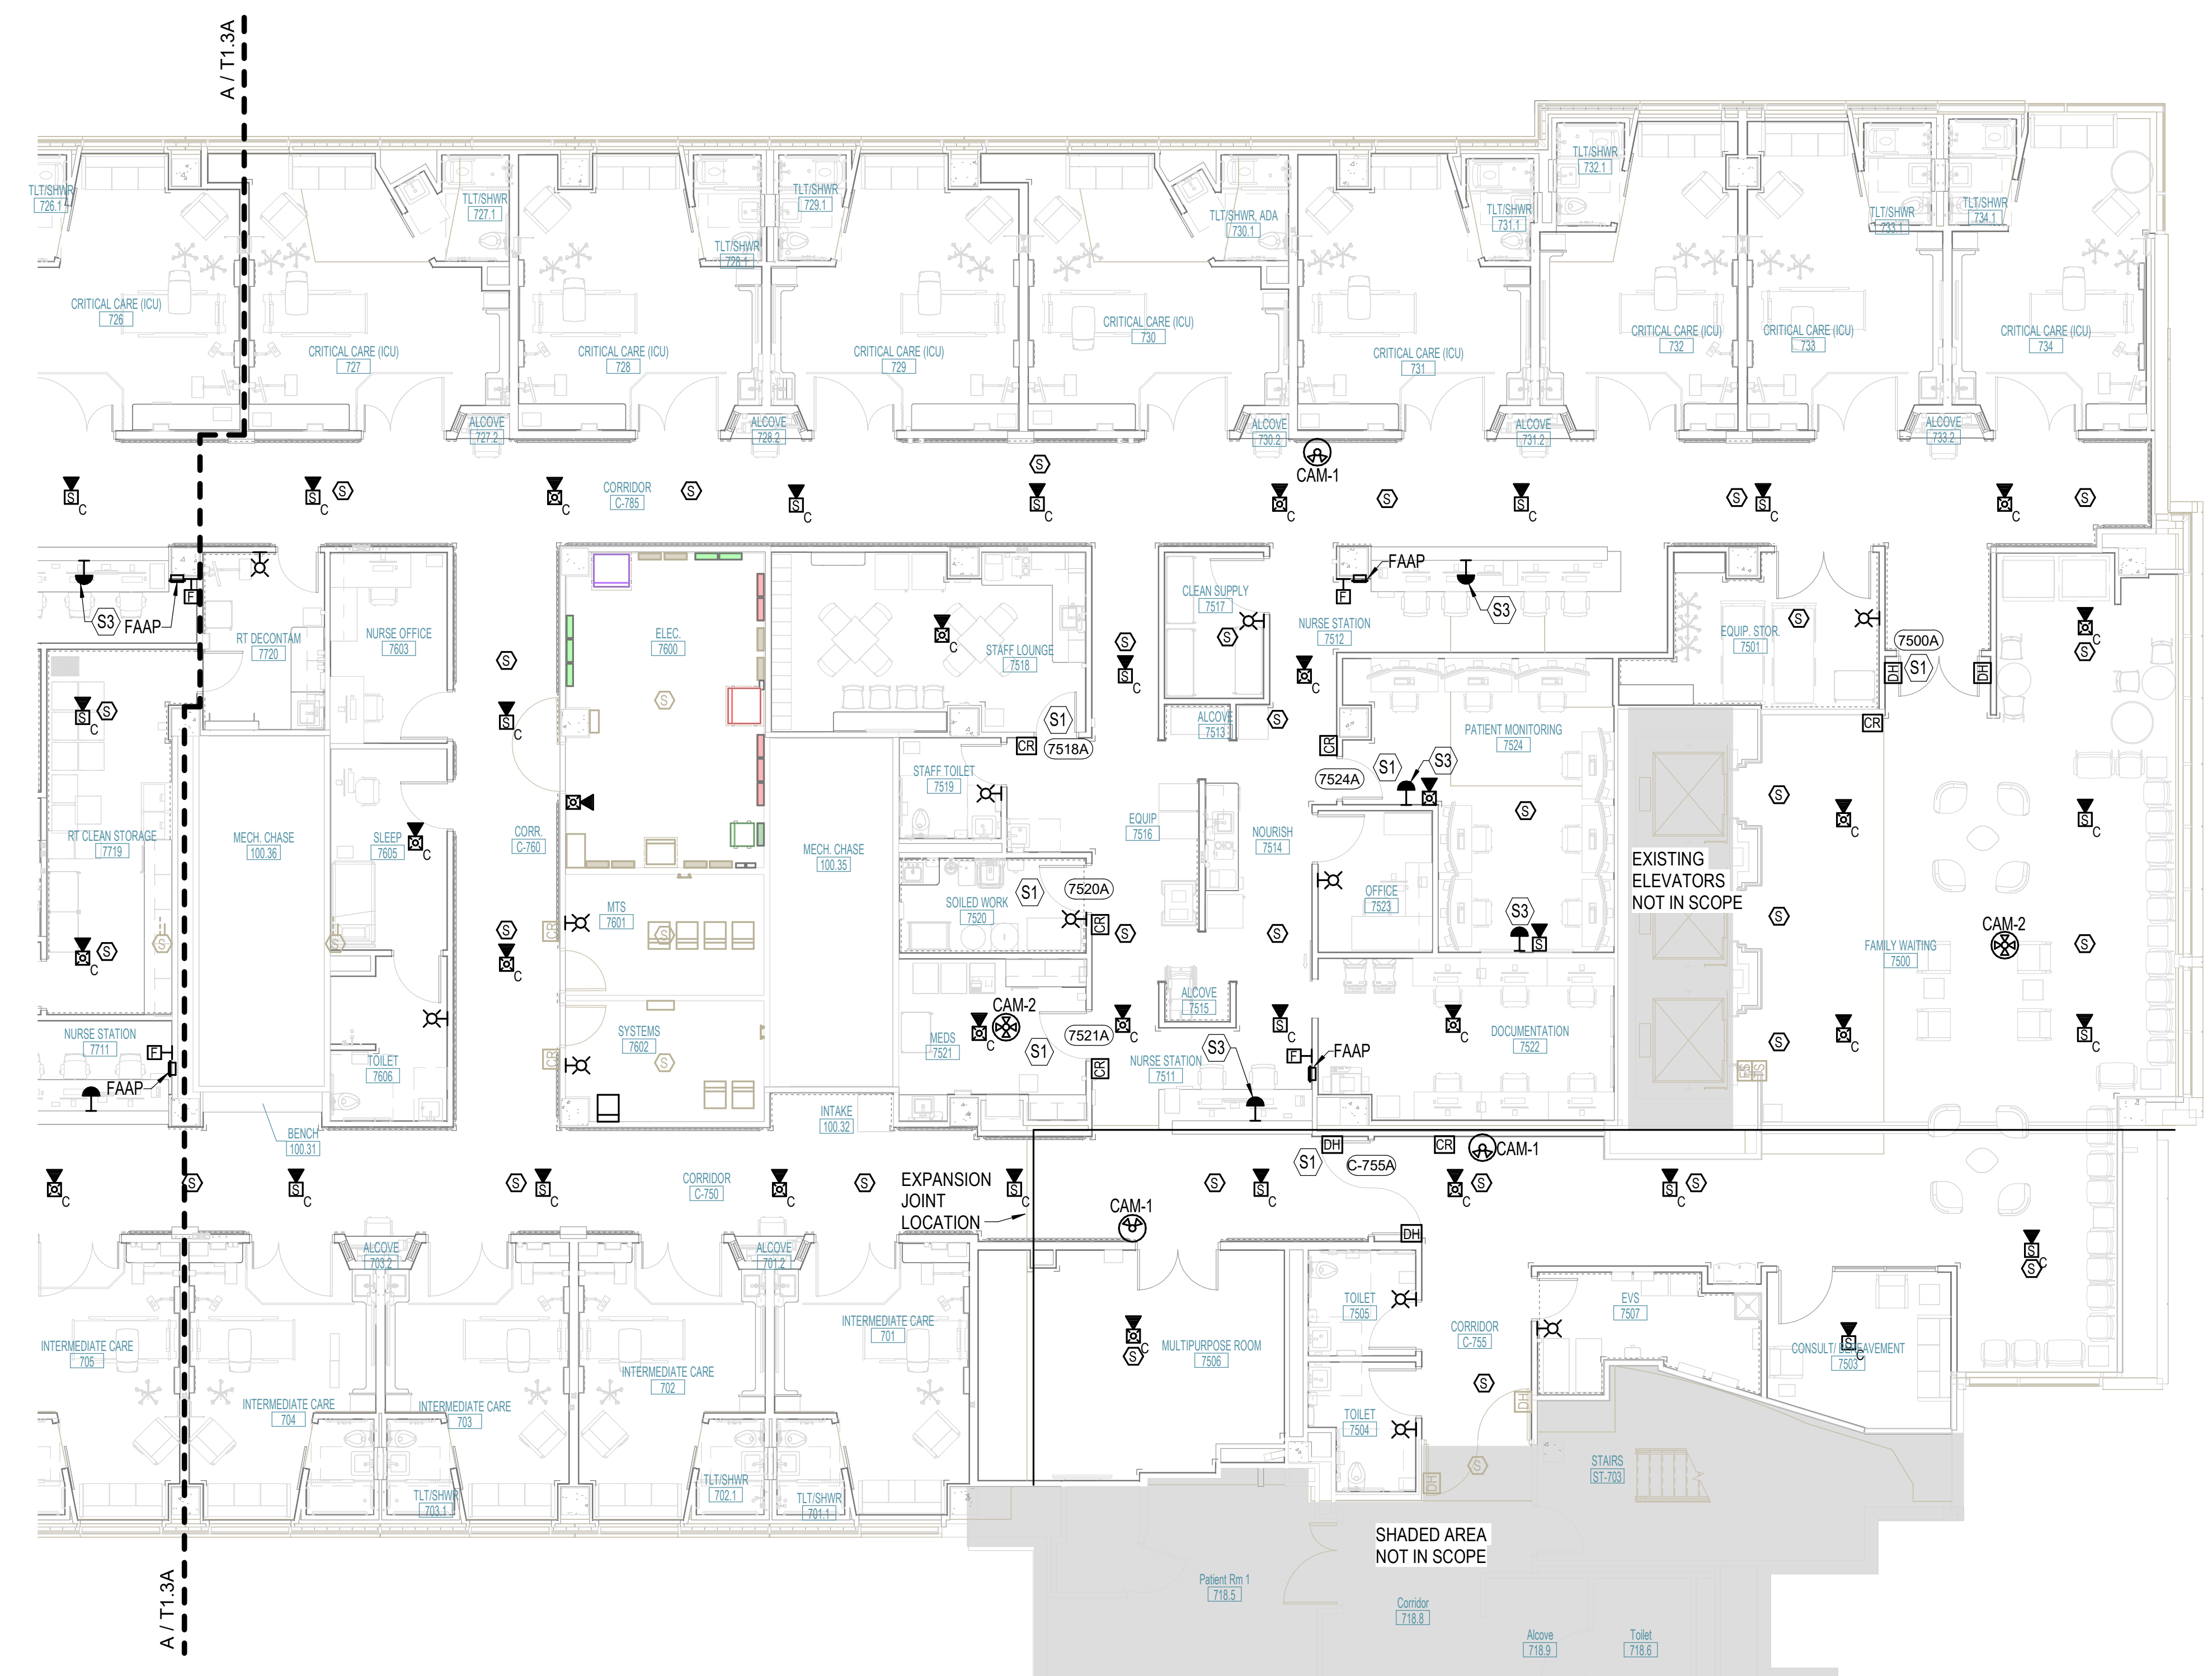 A / T1.3A
TLT/SHWR
726.1
TLT/SHWR
727.1
TLT/SHWR
728.1
TLT/SHWR
729.1
TLT/SHWR, ADA
730.1
TLT/SHWR
731.1
TLT/SHWR
732.1
TLT/SHWR
733.1
TLT/SHWR
734.1
CRITICAL CARE (ICU)
726
CRITICAL CARE (ICU)
727
CRITICAL CARE (ICU)
728
CRITICAL CARE (ICU)
729
CRITICAL CARE (ICU)
730
CRITICAL CARE (ICU)
731
CRITICAL CARE (ICU)
732
CRITICAL CARE (ICU)
733
CRITICAL CARE (ICU)
734
ALCOVE
727.2
ALCOVE
728.2
ALCOVE
730.2
ALCOVE
731.2
ALCOVE
733.2
CAM-1
CORRIDOR
C-785
S C
S C
S
C
S
S C
S
S C
C
S
S C
S
S C
C
S
S3
FAAP
F
RT DECONTAM
7720
NURSE OFFICE
7603
ELEC.
7600
S
STAFF LOUNGE
7518
C
CLEAN SUPPLY
7517
S
FAAP
F
S3
NURSE STATION
7512
EQUIP. STOR.
7501
S
7500A
DH
S1
DH
CR
C
S
S
S C
S
S C
C
S
ALCOVE
7513
PATIENT MONITORING
7524
S1
CR
7518A
CR
7524A
S1
S3
S
S C
S
RT CLEAN STORAGE
7719
C
S
MECH. CHASE
100.36
SLEEP
7605
C
CORR.
C-760
MECH. CHASE
100.35
STAFF TOILET
7519
EQUIP
7516
NOURISH
7514
S
C
C
EXISTING
ELEVATORS
NOT IN SCOPE
MTS
7601
S
CR
S
C
S
S
SOILED WORK
7520
S1
7520A
CR
S
S
OFFICE
7523
S3
S
S
CAM-2
FAMILY WAITING
7500
S
NURSE STATION
7711
F
FAAP
TOILET
7606
SYSTEMS
7602
S
CR
MEDS
7521
C
CAM-2
S1
7521A
CR
S C
ALCOVE
7515
S C
NURSE STATION
7511
S3
F
FAAP
C
DOCUMENTATION
7522
S
C
S C
BENCH
100.31
INTAKE
100.32
DH
S1
C-755A
CR
CAM-1
C
S
S C
S
S C
CORRIDOR
C-750
C
S
EXPANSION
JOINT
LOCATION
S C
CAM-1
S
S C
C
S
S C
S
DH
S C
S
ALCOVE
703.2
ALCOVE
701.2
INTERMEDIATE CARE
705
INTERMEDIATE CARE
704
INTERMEDIATE CARE
703
INTERMEDIATE CARE
702
INTERMEDIATE CARE
701
C
S
MULTIPURPOSE ROOM
7506
TOILET
7505
CORRIDOR
C-755
EVS
7507
S C
7503
S
DH
TOILET
7504
DH
S
TLT/SHWR
703.1
TLT/SHWR
702.1
TLT/SHWR
701.1
STAIRS
ST-703
SHADED AREA
NOT IN SCOPE
A / T1.3A
Patient Rm 1
718.5
Corridor
718.8
Alcove
718.9
Toilet
718.6